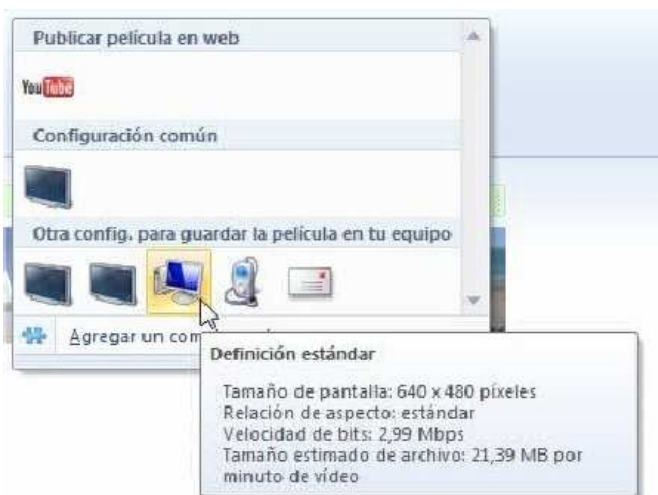 Publicar película en web
YouTube
Configuración común
Otra config. para guardar la película en tu equipo
Agregar un com
Definición estándar
Tamaño de pantalla: 640 x 480 píxeles
Relación de aspecto: estándar
Velocidad de bits: 2,99 Mbps
Tamaño estimado de archivo: 21,39 MB por
minuto de vídeo